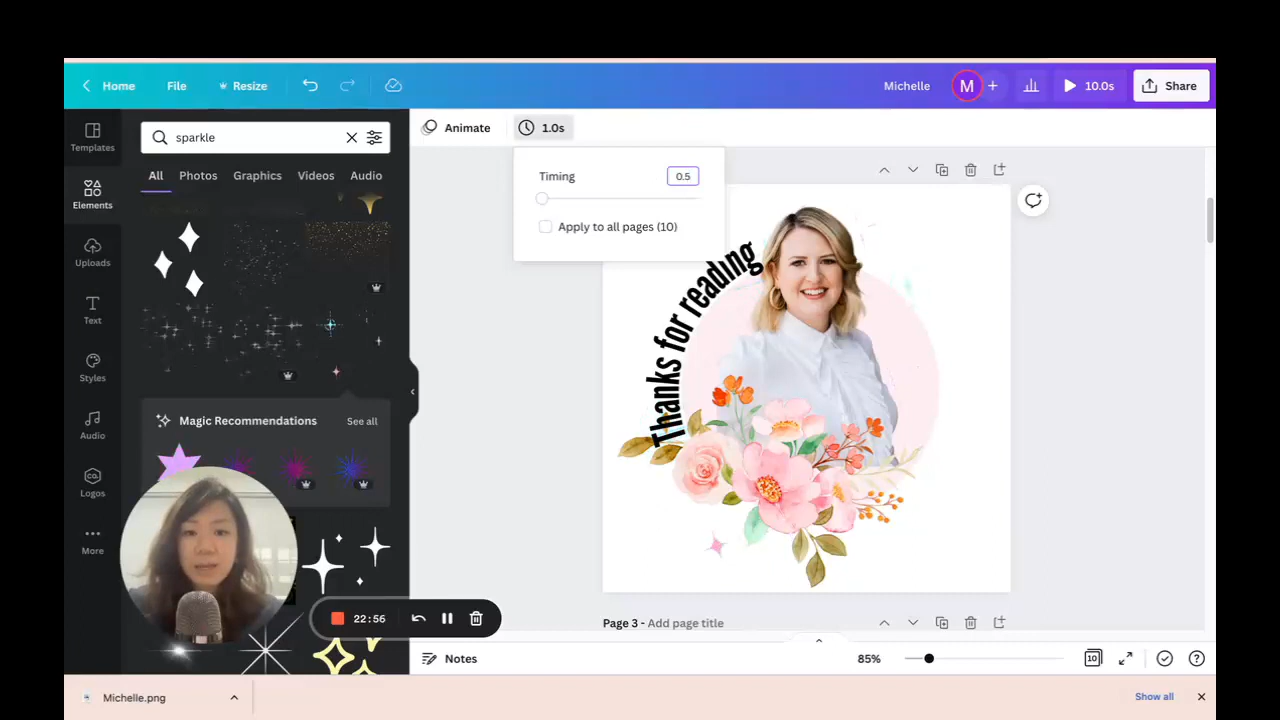 Home
File
Resize
Michelle
M
+
10.0s
Share
Templates
Elements
Uploads
Text
Styles
Audio
Logos
More
sparkle
All
Photos
Graphics
Videos
Audio
Magic Recommendations
See all
Animate
1.0s
Timing
0.5
Apply to all pages (10)
Thanks for reading
22:56
Page 3 - Add page title
Notes
85%
10
?
Michelle.png
Show all